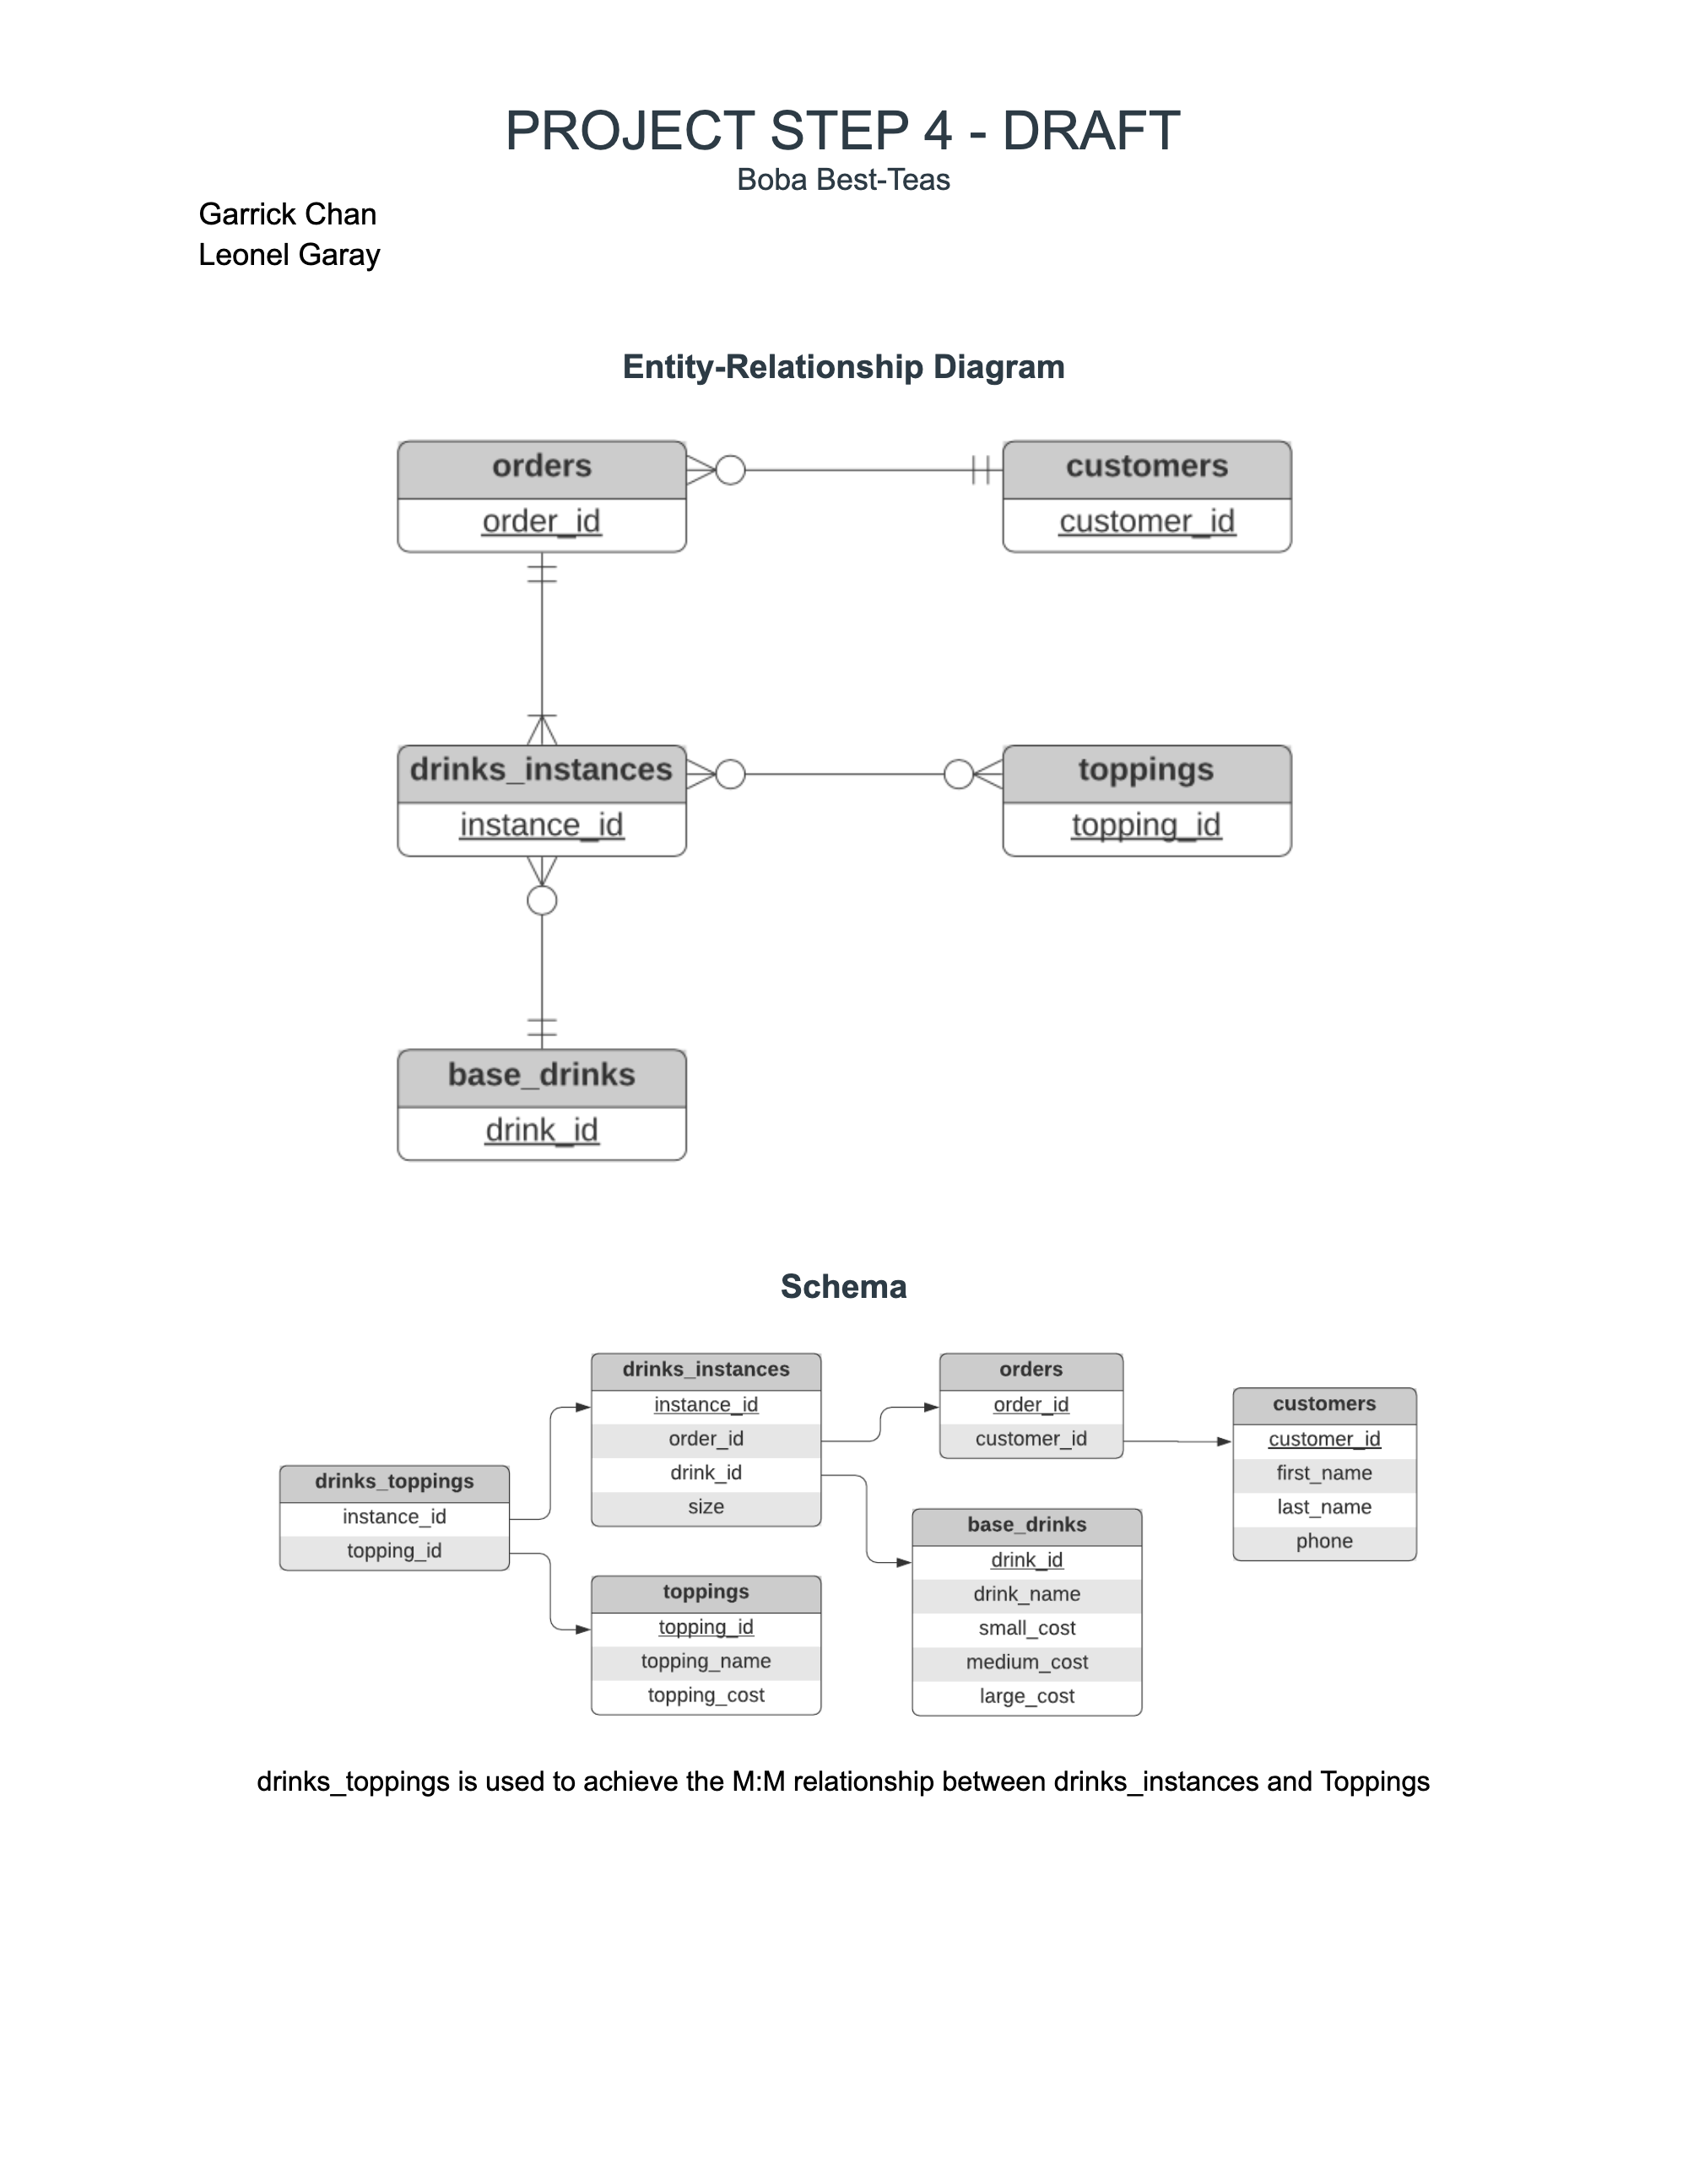 PROJECT STEP 4 - DRAFT
Boba Best-Teas
Garrick Chan
Leonel Garay
Entity-Relationship Diagram
orders
order_id
customers
customer_id
drinks_instances
instance_id
toppings
topping_id
base_drinks
drink_id
Schema
drinks_toppings
instance_id
topping_id
drinks_instances
instance_id
order_id
drink_id
size
toppings
topping_id
topping_name
topping_cost
orders
order_id
customer_id
base_drinks
drink_id
drink_name
small_cost
medium_cost
large_cost
customers
customer_id
first_name
last_name
phone
drinks_toppings is used to achieve the M:M relationship between drinks_instances and Toppings